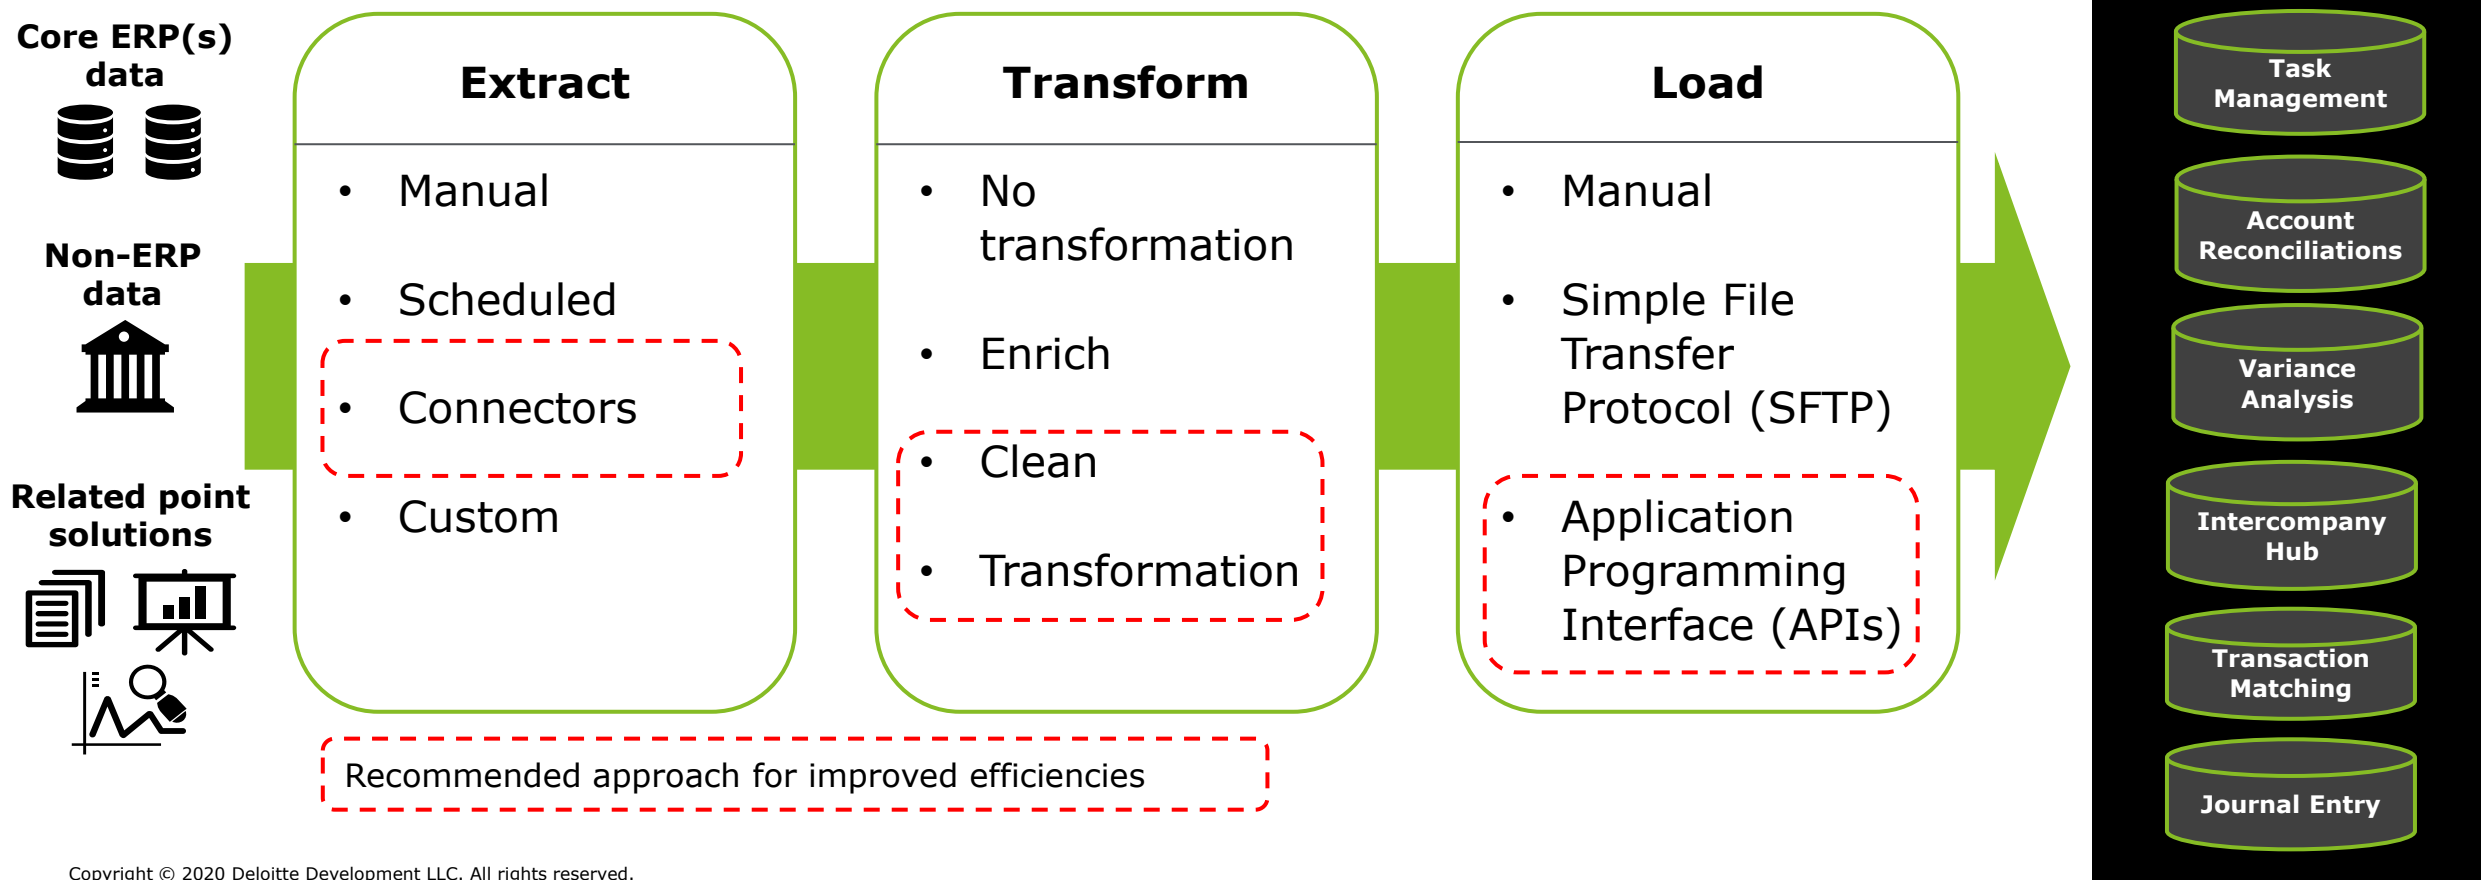 Core ERP(s)
data
Non-ERP
data
Related point
solutions
Extract
• Manual
• Scheduled
• Connectors
• Custom
Transform
• No
transformation
• Enrich
• Clean
• Transformation
Load
• Manual
• Simple File
Transfer
Protocol (SFTP)
• Application
Programming
Interface (APIs)
Recommended approach for improved efficiencies
Task
Management
Account
Reconciliations
Variance
Analysis
Intercompany
Hub
Transaction
Matching
Journal Entry
Copyright © 2020 Deloitte Development LLC. All rights reserved.